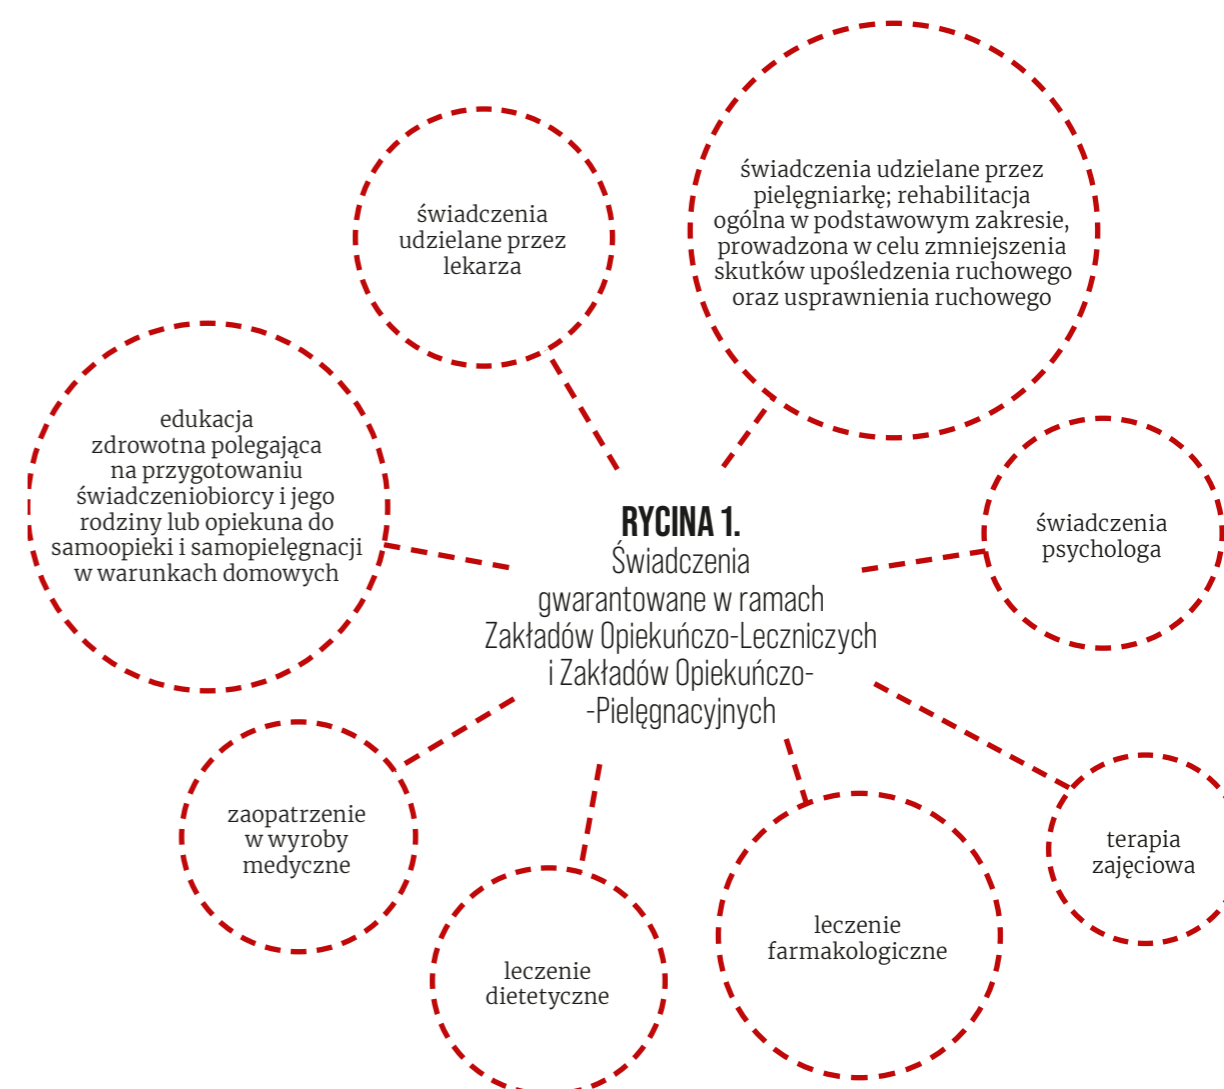 świadczenia
udzielane przez
lekarza
świadczenia udzielane przez
pielęgniarkę; rehabilitacja
ogólna w podstawowym zakresie,
prowadzona w celu zmniejszenia
skutków upośledzenia ruchowego
oraz usprawnienia ruchowego
edukacja
zdrowotna polegająca
na przygotowaniu
świadczeniobiorcy i jego
rodziny lub opiekuna do
samoopieki i samopielęgnacji
w warunkach domowych
RYCINA 1.
Świadczenia
gwarantowane w ramach
Zakładów Opiekuńczo-Leczniczych
i Zakładów Opiekuńczo-
-Pielęgnacyjnych
świadczenia
psychologa
zaopatrzenie
w wyroby
medyczne
leczenie
dietetyczne
leczenie
farmakologiczne
terapia
zajęciowa